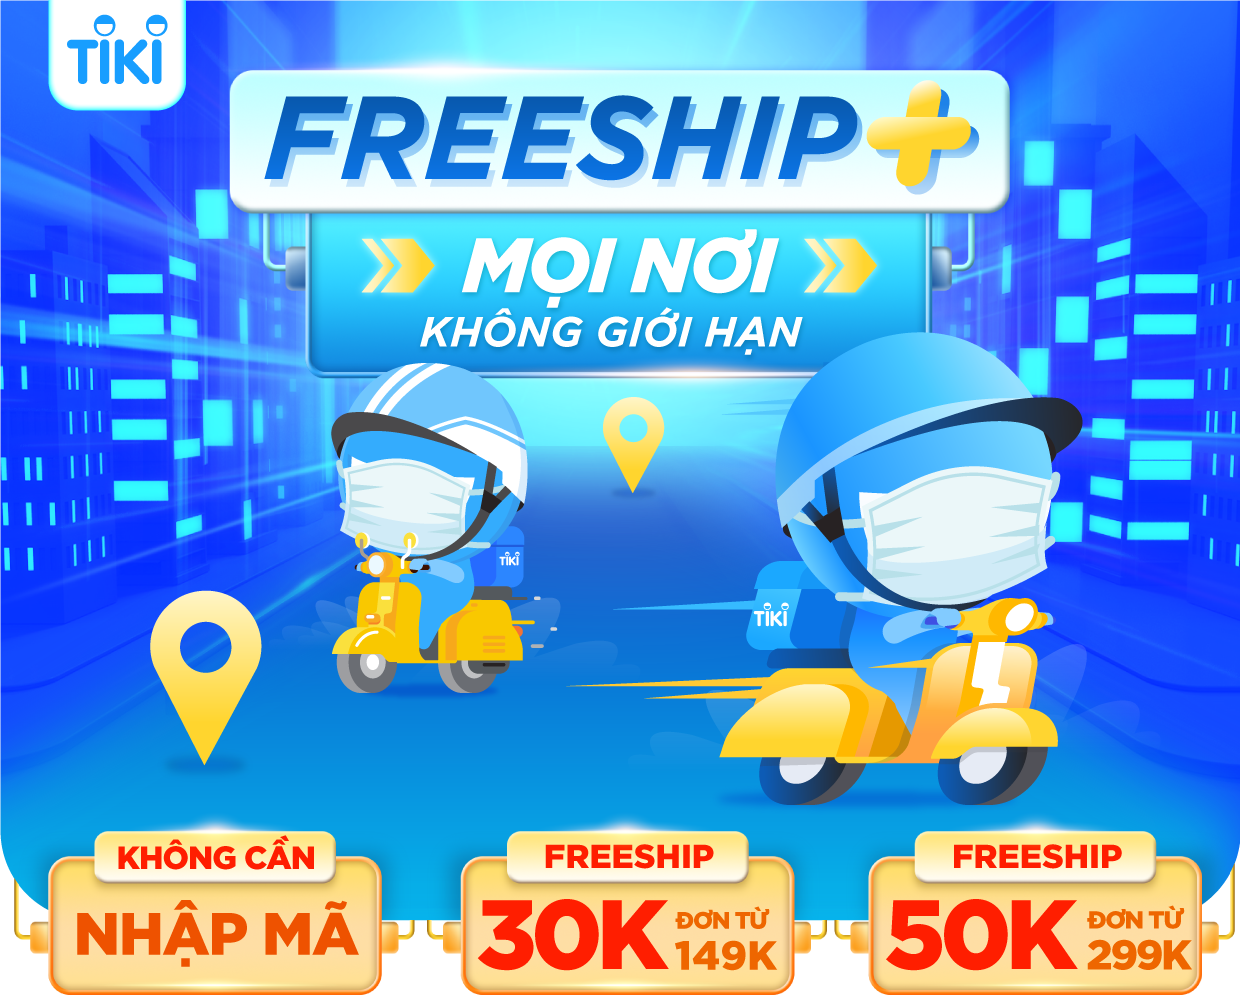 TIKI
FREESHIP+
MỌI NƠI
KHÔNG GIỚI HẠN
TIKI
TIKI
KHÔNG CẦN
NHẬP MÃ
FREESHIP
30K ĐƠN TỪ
149K
FREESHIP
50K ĐƠN TỪ
299K